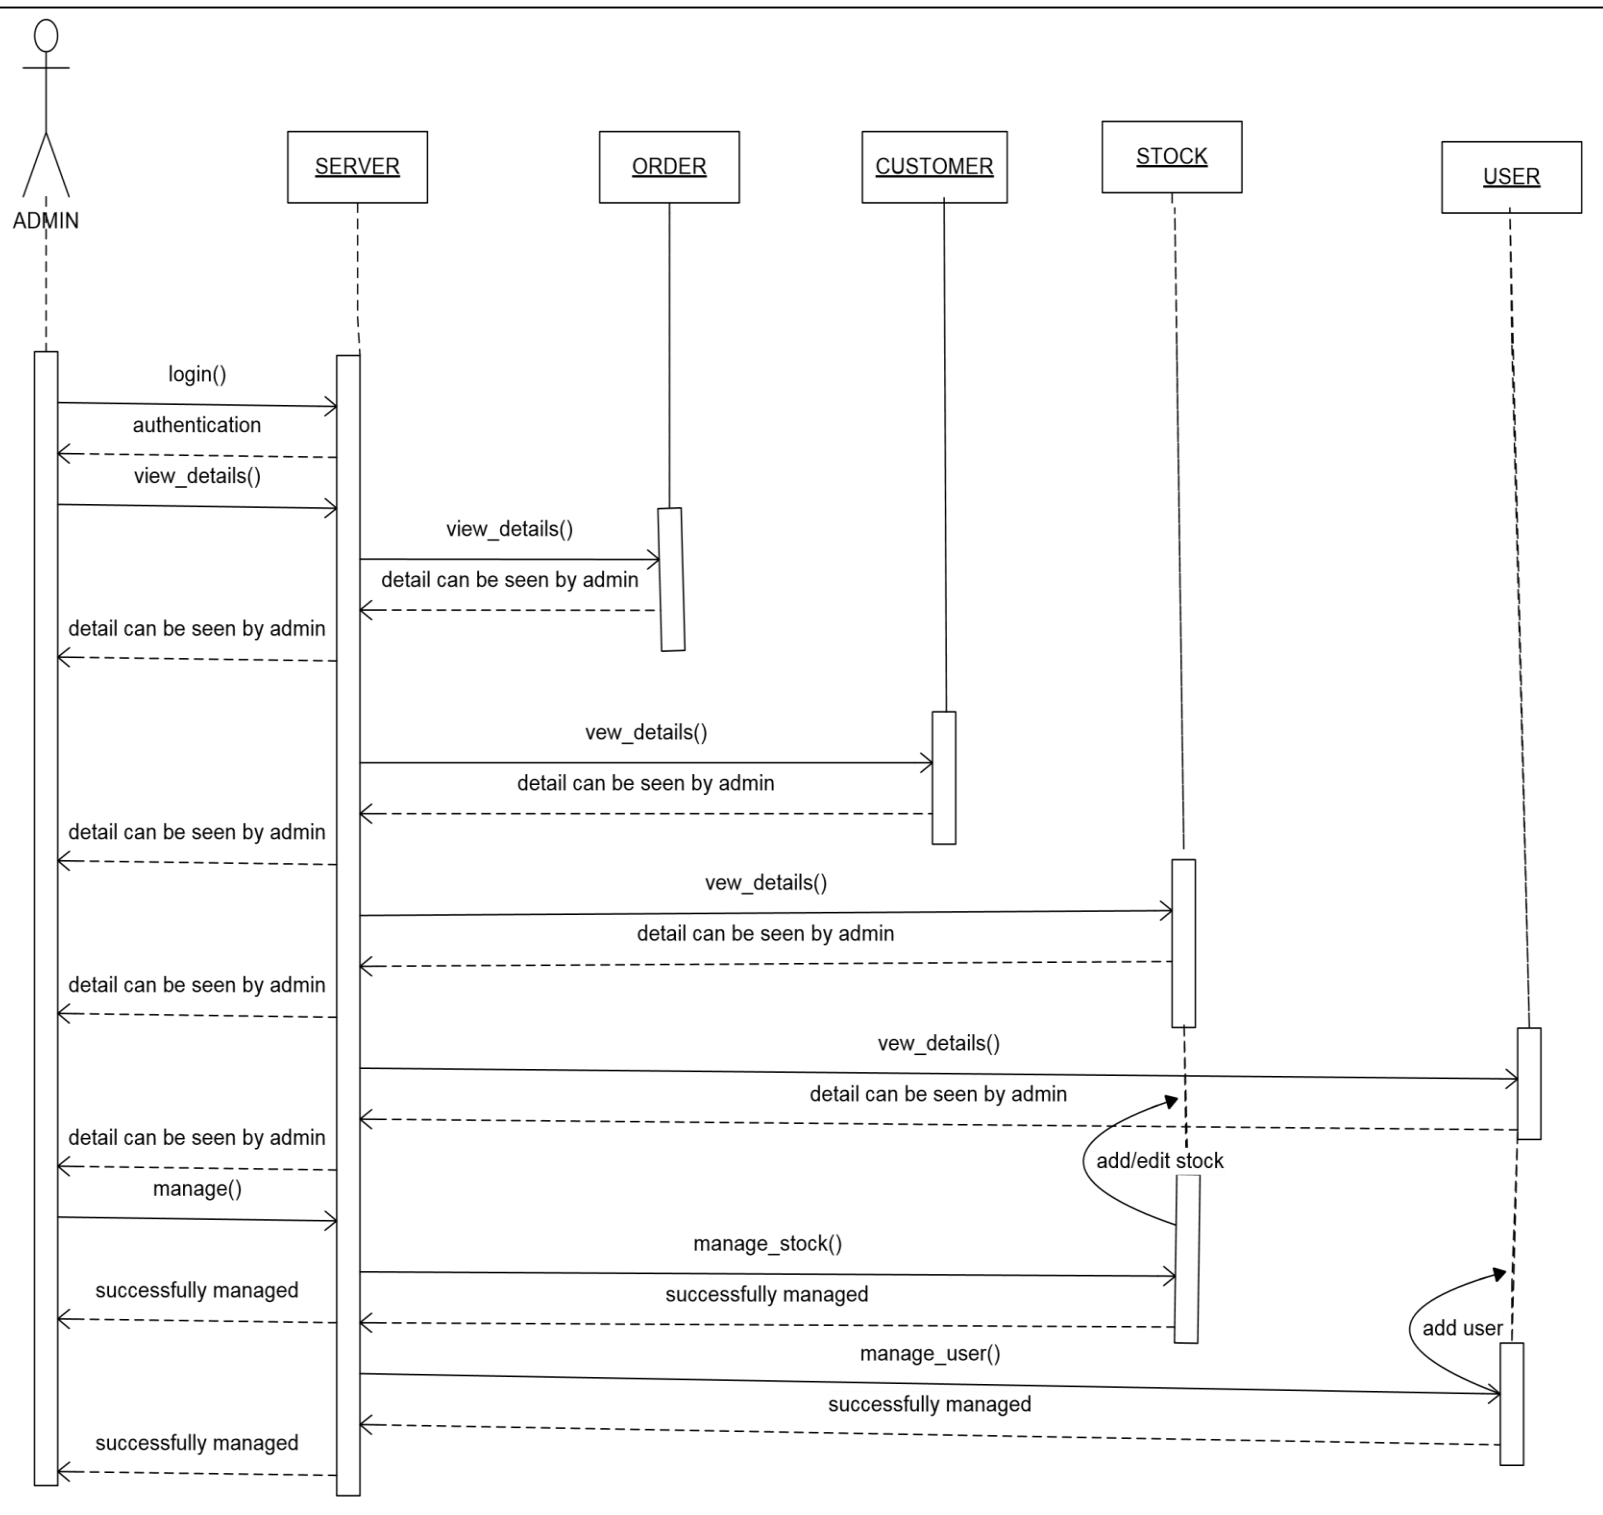 ADMIN
SERVER
ORDER
CUSTOMER
STOCK
USER
login()
authentication
view_details()
view_details()
detail can be seen by admin
detail can be seen by admin
vew_details()
detail can be seen by admin
detail can be seen by admin
vew_details()
detail can be seen by admin
detail can be seen by admin
vew_details()
detail can be seen by admin
detail can be seen by admin
add/edit stock
manage()
manage_stock()
successfully managed
successfully managed
add user
manage_user()
successfully managed
successfully managed